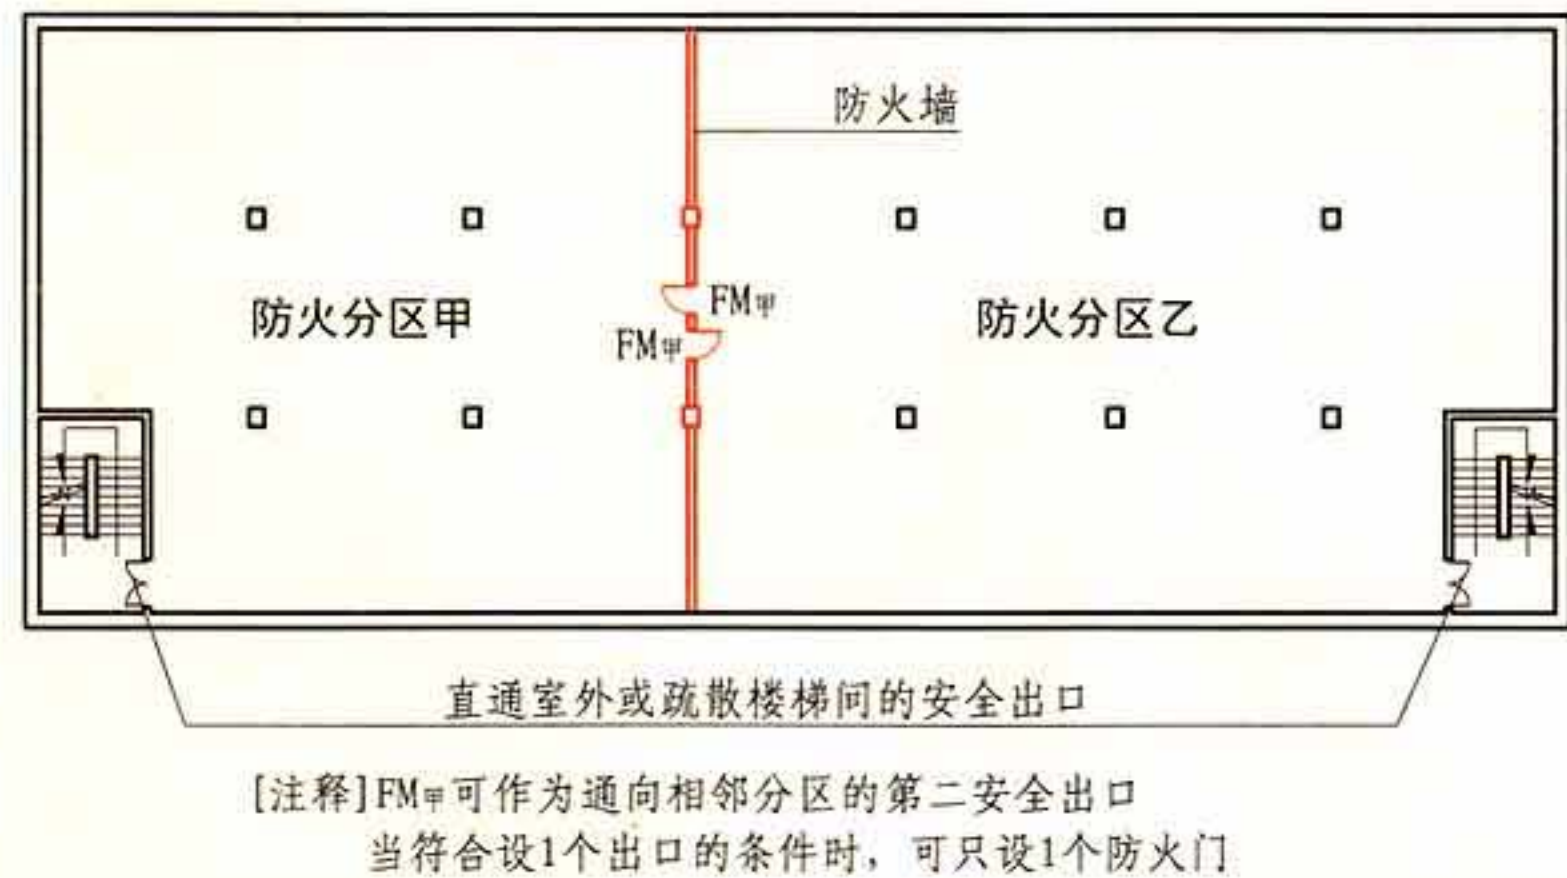 防火墙
FM甲
防火分区甲
防火分区乙
FM甲
直通室外或疏散楼梯间的安全出口
[注释]FM甲可作为通向相邻分区的第二安全出口
当符合设1个出口的条件时，可只设1个防火门